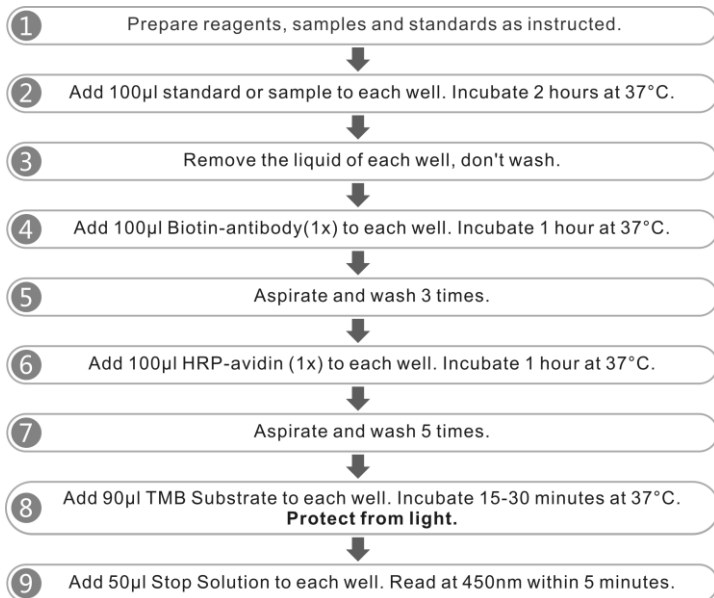 1 Prepare reagents, samples and standards as instructed.
2 Add 100μl standard or sample to each well. Incubate 2 hours at 37°C.
3 Remove the liquid of each well, don't wash.
4 Add 100μl Biotin-antibody(1x) to each well. Incubate 1 hour at 37°C.
5 Aspirate and wash 3 times.
6 Add 100μl HRP-avidin (1x) to each well. Incubate 1 hour at 37°C.
7 Aspirate and wash 5 times.
8 Add 90μl TMB Substrate to each well. Incubate 15-30 minutes at 37°C.
Protect from light.
9 Add 50μl Stop Solution to each well. Read at 450nm within 5 minutes.